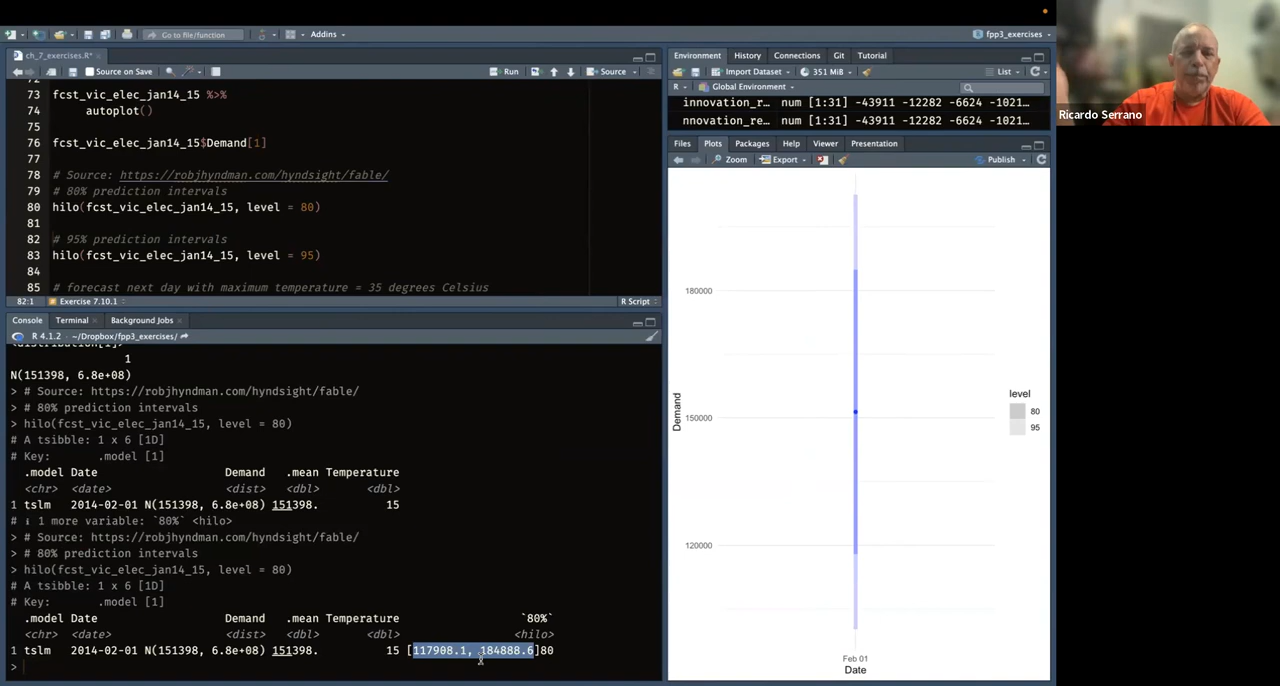 Go to file/function
Addins
fpp3_exercises
ch_7_exercises.R*
Source on Save
Run
Source
72
73 fcst_vic_elec_jan14_15 %>%
74 autoplot()
75
76 fcst_vic_elec_jan14_15$Demand[1]
77
78 # Source: https://robjhyndman.com/hyndsight/fable/
79 # 80% prediction intervals
80 hilo(fcst_vic_elec_jan14_15, level = 80)
81
82 # 95% prediction intervals
83 hilo(fcst_vic_elec_jan14_15, level = 95)
84
85 # forecast next day with maximum temperature = 35 degrees Celsius
82:1 Exercise 7.10.1
R Script
Console Terminal Background Jobs
R 4.1.2 · ~/Dropbox/fpp3_exercises/
<distribution[1]>
1
N(151398, 6.8e+08)
> # Source: https://robjhyndman.com/hyndsight/fable/
> # 80% prediction intervals
> hilo(fcst_vic_elec_jan14_15, level = 80)
# A tsibble: 1 x 6 [1D]
# Key: .model [1]
.model Date Demand .mean Temperature
<chr> <date> <dist> <dbl> <dbl>
1 tslm 2014-02-01 N(151398, 6.8e+08) 151398. 15
# ℹ 1 more variable: `80%` <hilo>
> # Source: https://robjhyndman.com/hyndsight/fable/
> # 80% prediction intervals
> hilo(fcst_vic_elec_jan14_15, level = 80)
# A tsibble: 1 x 6 [1D]
# Key: .model [1]
.model Date Demand .mean Temperature `80%`
<chr> <date> <dist> <dbl> <dbl> <hilo>
1 tslm 2014-02-01 N(151398, 6.8e+08) 151398. 15 [117908.1, 184888.6]80
>
Environment History Connections Git Tutorial
Import Dataset 351 MiB List
R Global Environment
innovation_r… num [1:31] -43911 -12282 -6624 -1021…
nnovation_re… num [1:31] -43911 -12282 -6624 -1021…
Files Plots Packages Help Viewer Presentation
Zoom Export Publish
180000
150000
120000
Demand
Feb 01
Date
level
80
95
Ricardo Serrano